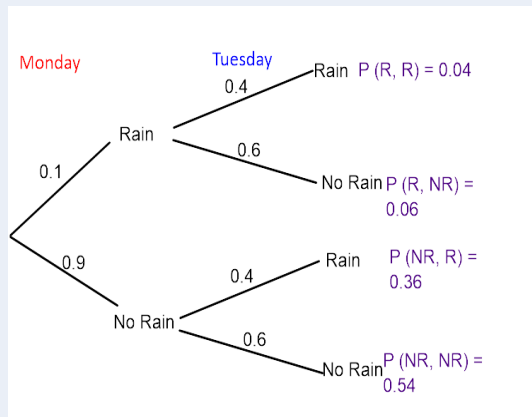 Monday
Tuesday
Rain P (R, R) = 0.04
0.4
Rain
0.6
0.1
No Rain P (R, NR) =
0.06
0.9
Rain P (NR, R) =
0.36
0.4
No Rain
0.6
No Rain P (NR, NR) =
0.54